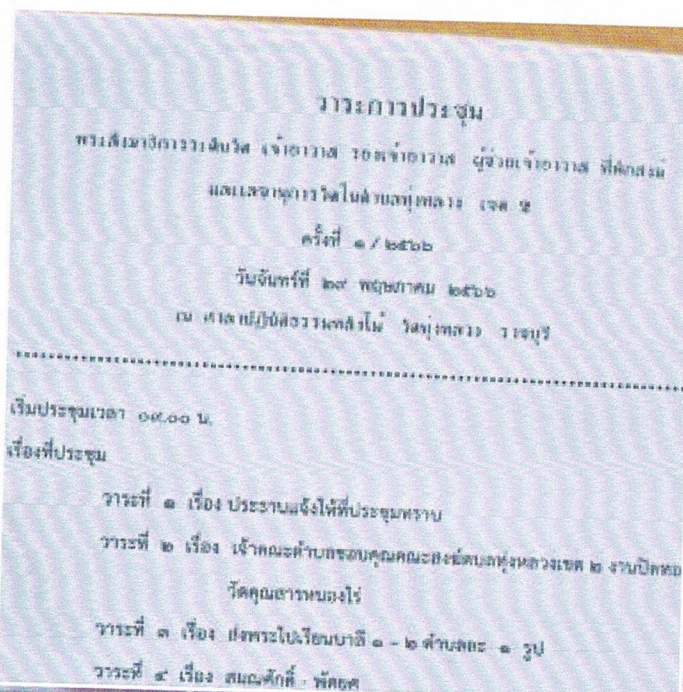 วาระการประชุม
พระสังฆาธิการระดับวัด เจ้าอาวาส รองเจ้าอาวาส ผู้ช่วยเจ้าอาวาส ที่พักสงฆ์
และเลขานุการวัดในตำบลทุ่งหลวง เขต ๒
ครั้งที่ ๑ / ๒๕๖๖
วันจันทร์ที่ ๒๙ พฤษภาคม ๒๕๖๖
ณ ศาลาปฏิบัติธรรมหลังใหม่ วัดทุ่งหลวง ราชบุรี
เริ่มประชุมเวลา ๐๙.๐๐ น.
เรื่องที่ประชุม
วาระที่ ๑ เรื่อง ประธานแจ้งให้ที่ประชุมทราบ
วาระที่ ๒ เรื่อง เจ้าคณะตำบลขอบคุณคณะสงฆ์ตบลทุ่งหลวงเขต ๒ งานปิดทอ
วัดคุณสารหนองไร่
วาระที่ ๓ เรื่อง ส่งพระไปเรียนบาลี ๑ - ๒ ตำบลละ ๑ รูป
วาระที่ ๔ เรื่อง สมณศักดิ์ - พัดยศ